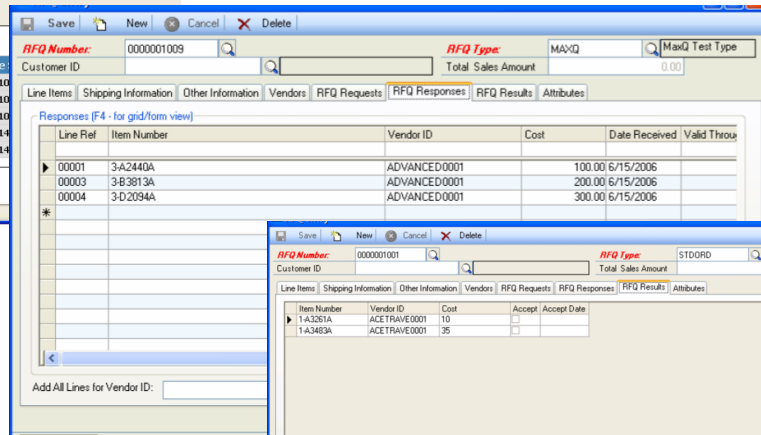 Save New Cancel Delete
RFQ Number: 0000001009 RFQ Type: MAXQ MaxQ Test Type
Customer ID Total Sales Amount 0.00
Line Items Shipping Information Other Information Vendors RFQ Requests RFQ Responses RFQ Results Attributes
Responses (F4 - for grid/form view)
Line Ref Item Number Vendor ID Cost Date Received Valid Throu
00001 3-A2440A ADVANCED0001 100.00 6/15/2006
00003 3-B3813A ADVANCED0001 200.00 6/15/2006
00004 3-D2094A ADVANCED0001 300.00 6/15/2006
Add All Lines for Vendor ID:
Save New Cancel Delete
RFQ Number: 0000001001 RFQ Type: STDORD
Customer ID Total Sales Amount
Line Items Shipping Information Other Information Vendors RFQ Requests RFQ Responses RFQ Results Attributes
Item Number Vendor ID Cost Accept Accept Date
1-A3261A ACETRAVE0001 10
1-A3483A ACETRAVE0001 35